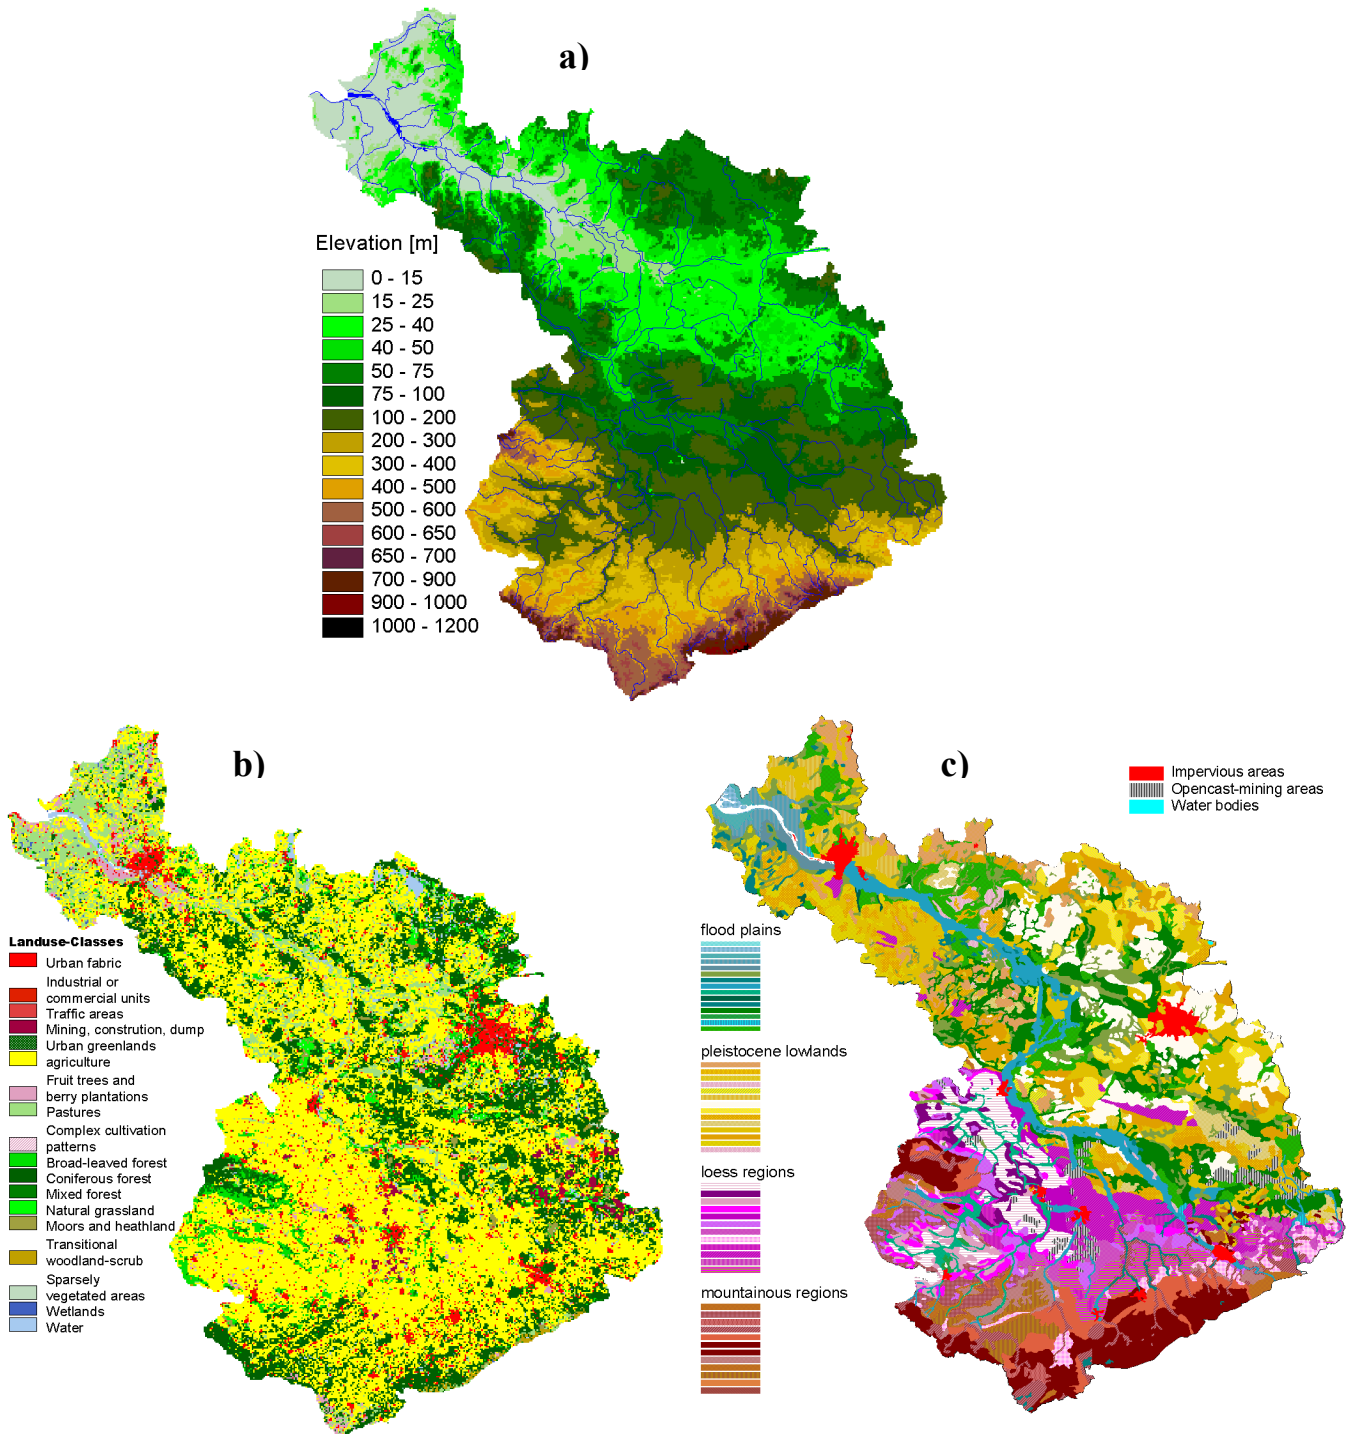 a)
Elevation [m]
0 - 15
15 - 25
25 - 40
40 - 50
50 - 75
75 - 100
100 - 200
200 - 300
300 - 400
400 - 500
500 - 600
600 - 650
650 - 700
700 - 900
900 - 1000
1000 - 1200
b)
Landuse-Classes
Urban fabric
Industrial or
commercial units
Traffic areas
Mining, constrution, dump
Urban greenlands
agriculture
Fruit trees and
berry plantations
Pastures
Complex cultivation
patterns
Broad-leaved forest
Coniferous forest
Mixed forest
Natural grassland
Moors and heathland
Transitional
woodland-scrub
Sparsely
vegetated areas
Wetlands
Water
c)
Impervious areas
Opencast-mining areas
Water bodies
flood plains
pleistocene lowlands
loess regions
mountainous regions